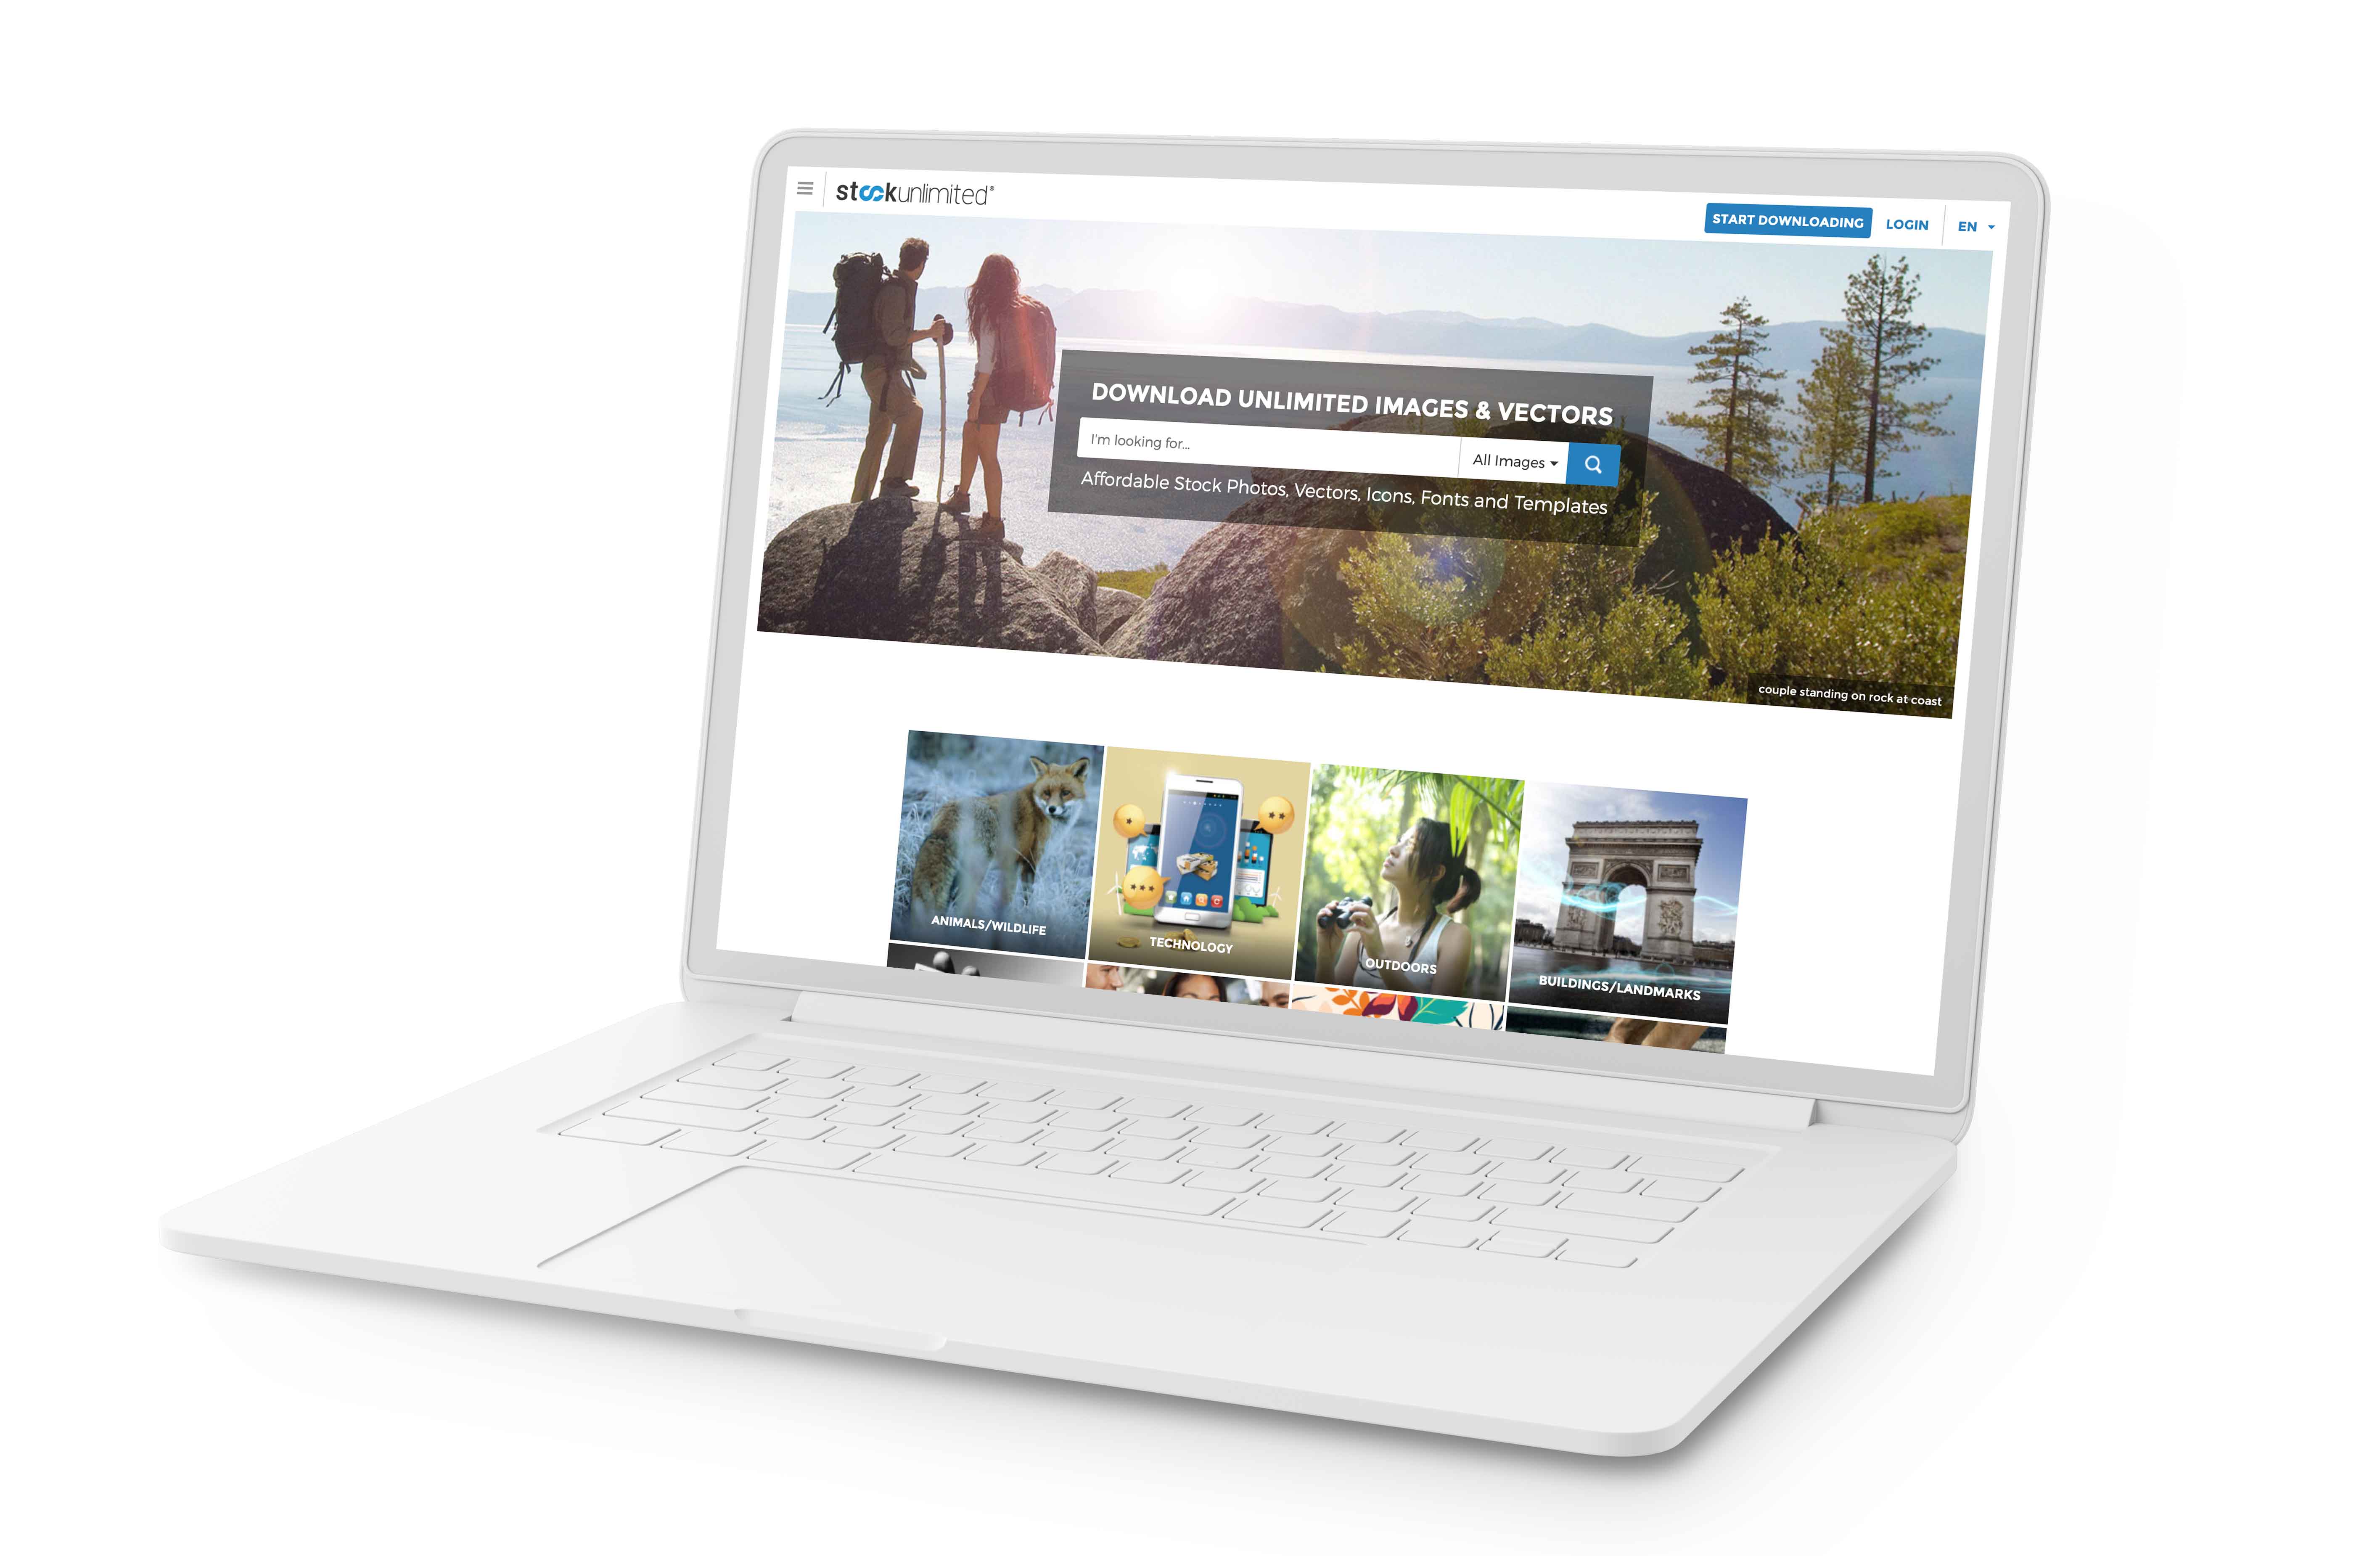 stockunlimited®
START DOWNLOADING
LOGIN
EN
DOWNLOAD UNLIMITED IMAGES & VECTORS
I'm looking for...
All Images
Affordable Stock Photos, Vectors, Icons, Fonts and Templates
couple standing on rock at coast
ANIMALS/WILDLIFE
TECHNOLOGY
OUTDOORS
BUILDINGS/LANDMARKS